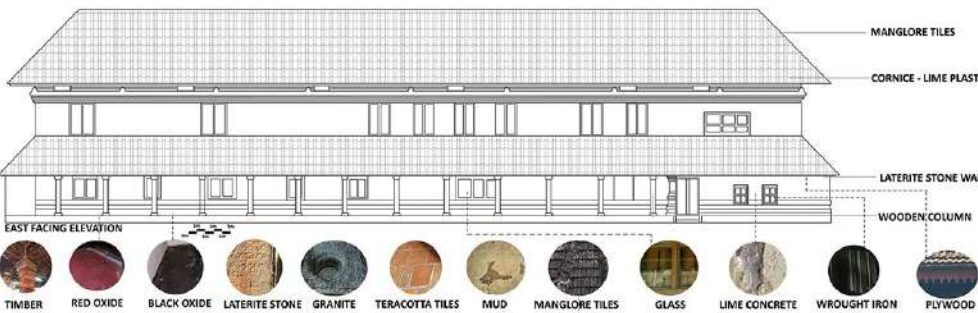 MANGLORE TILES
CORNICE - LIME PLAST
LATERITE STONE WA
WOODEN COLUMN
EAST FACING ELEVATION
TIMBER
RED OXIDE
BLACK OXIDE
LATERITE STONE
GRANITE
TERACOTTA TILES
MUD
MANGLORE TILES
GLASS
LIME CONCRETE
WROUGHT IRON
PLYWOOD